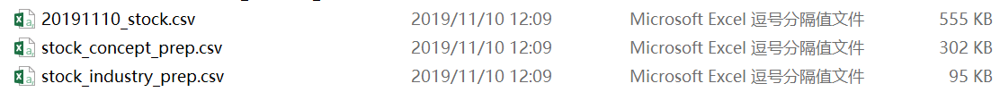 20191110_stock.csv 2019/11/10 12:09 Microsoft Excel 逗号分隔值文件 555 KB
stock_concept_prep.csv 2019/11/10 12:09 Microsoft Excel 逗号分隔值文件 302 KB
stock_industry_prep.csv 2019/11/10 12:09 Microsoft Excel 逗号分隔值文件 95 KB